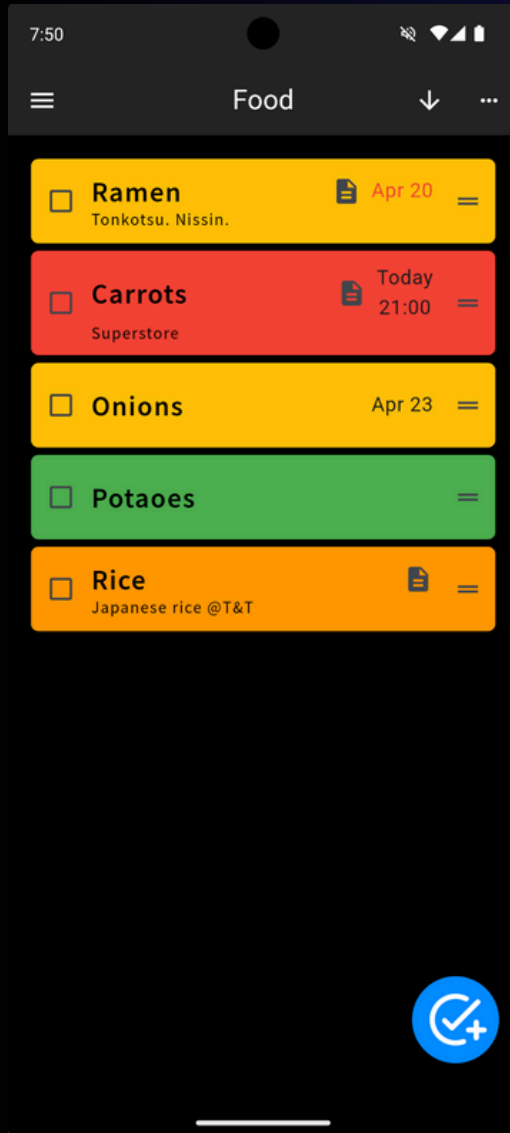 7:50
Food
Ramen
Apr 20
Tonkotsu. Nissin.
Carrots
Today
21:00
Superstore
Onions
Apr 23
Potaoes
Rice
Japanese rice @T&T